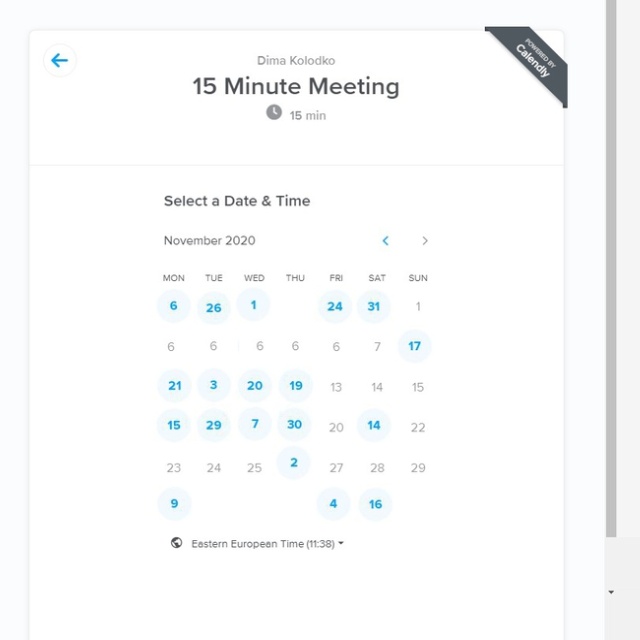 POWERED BY
Calendly
Dima Kolodko
15 Minute Meeting
15 min
Select a Date & Time
November 2020
MON TUE WED THU FRI SAT SUN
6 26 1 24 31 1
6 6 6 6 6 7 17
21 3 20 19 13 14 15
15 29 7 30 20 14 22
23 24 25 2 27 28 29
9 4 16
Eastern European Time (11:38)